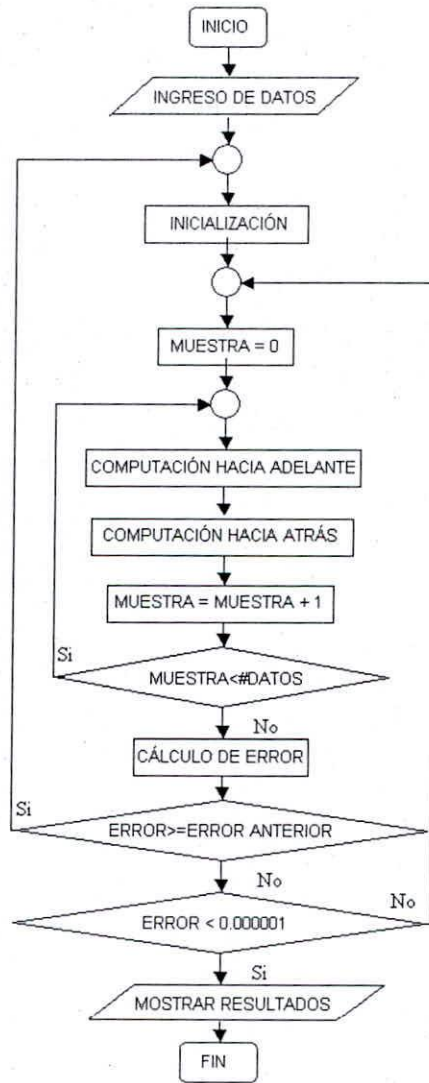 INICIO
INGRESO DE DATOS
INICIALIZACIÓN
MUESTRA = 0
COMPUTACIÓN HACIA ADELANTE
COMPUTACIÓN HACIA ATRÁS
MUESTRA = MUESTRA + 1
Si
MUESTRA<#DATOS
No
CÁLCULO DE ERROR
Si
ERROR>=ERROR ANTERIOR
No
No
ERROR < 0.000001
Si
MOSTRAR RESULTADOS
FIN